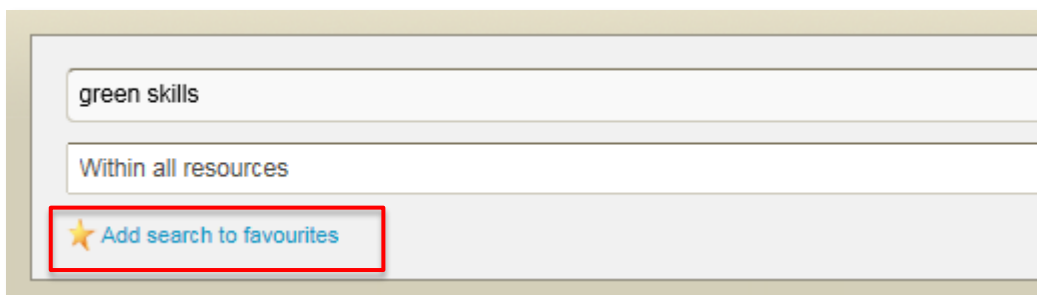 green skills
Within all resources
Add search to favourites